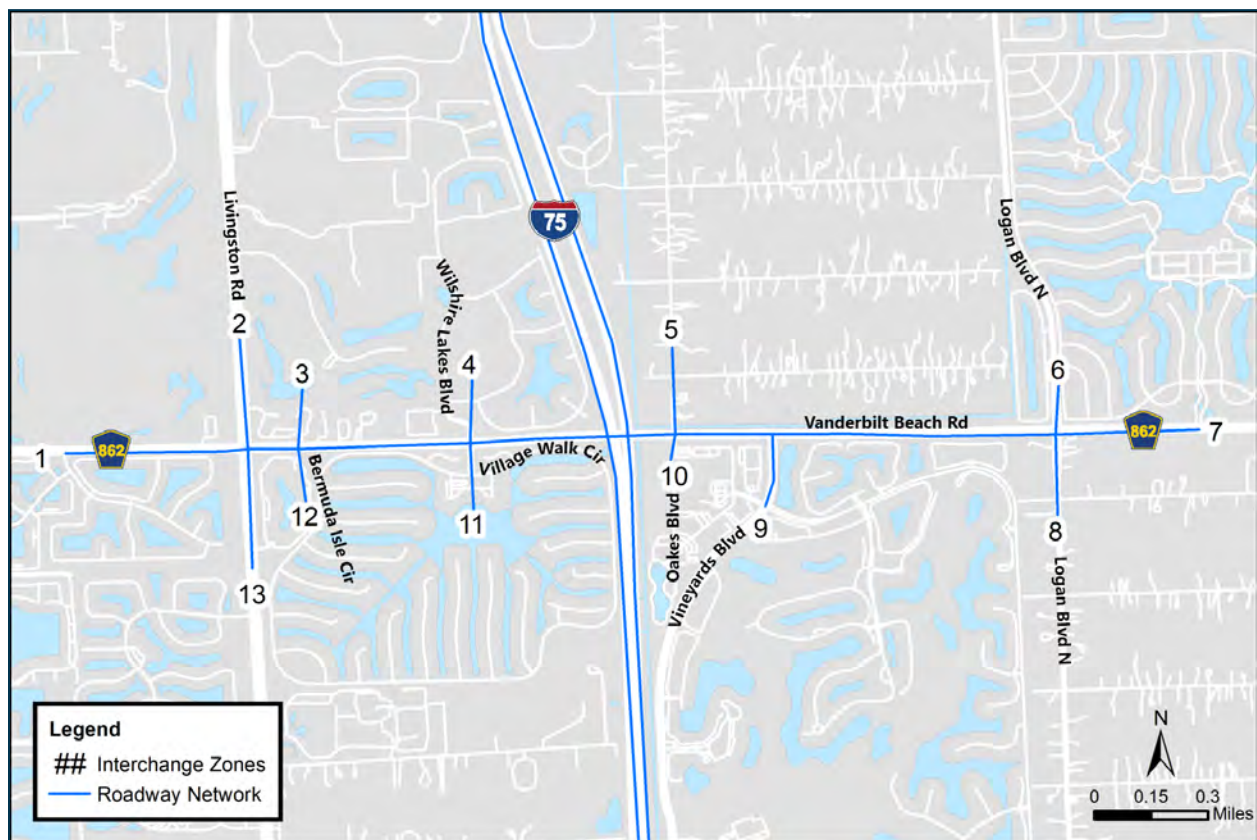 75
Livingston Rd
Logan Blvd N
Wilshire Lakes Blvd
2
5
3
4
6
Vanderbilt Beach Rd
862
862
7
1
Village Walk Cir
Bermuda Isle Cir
10
12
11
9
8
Oakes Blvd
Vineyards Blvd
Logan Blvd N
13
Legend
## Interchange Zones
Roadway Network
N
0 0.15 0.3
Miles